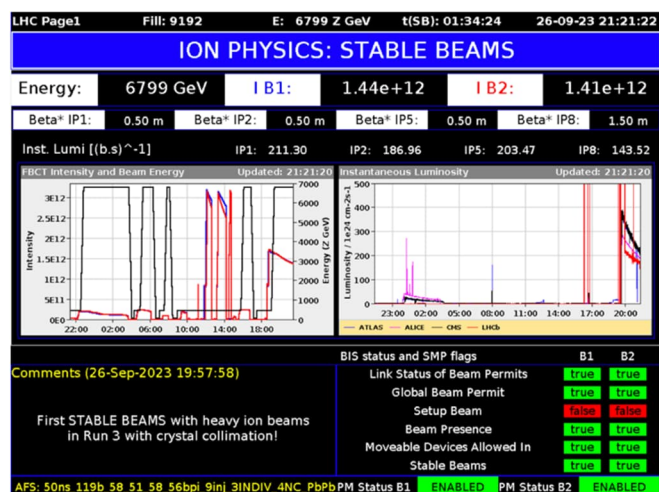 LHC Page1 Fill: 9192 E: 6799 Z GeV t(SB): 01:34:24 26-09-23 21:21:22
ION PHYSICS: STABLE BEAMS
Energy: 6799 GeV I B1: 1.44e+12 I B2: 1.41e+12
Beta* IP1: 0.50 m Beta* IP2: 0.50 m Beta* IP5: 0.50 m Beta* IP8: 1.50 m
Inst. Lumi [(b.s)^-1] IP1: 211.30 IP2: 186.96 IP5: 203.47 IP8: 143.52
FBCT Intensity and Beam Energy Updated: 21:21:20
Intensity
3E12
2.5E12
2E12
1.5E12
1E12
5E11
0E0
7000
6000
5000
4000
3000
2000
1000
0
Energy (Z GeV)
22:00 02:00 06:00 10:00 14:00 18:00
Instantaneous Luminosity Updated: 21:21:20
Luminosity / 1e24 cm-2s-1
500
400
300
200
100
0
23:00 02:00 05:00 08:00 11:00 14:00 17:00 20:00
ATLAS ALICE CMS LHCb
Comments (26-Sep-2023 19:57:58)
First STABLE BEAMS with heavy ion beams
in Run 3 with crystal collimation!
BIS status and SMP flags B1 B2
Link Status of Beam Permits true true
Global Beam Permit true true
Setup Beam false false
Beam Presence true true
Moveable Devices Allowed In true true
Stable Beams true true
AFS: 50ns_119b_58_51_58_56bpi_9inj_3INDIV_4NC_PbPb PM Status B1 ENABLED PM Status B2 ENABLED